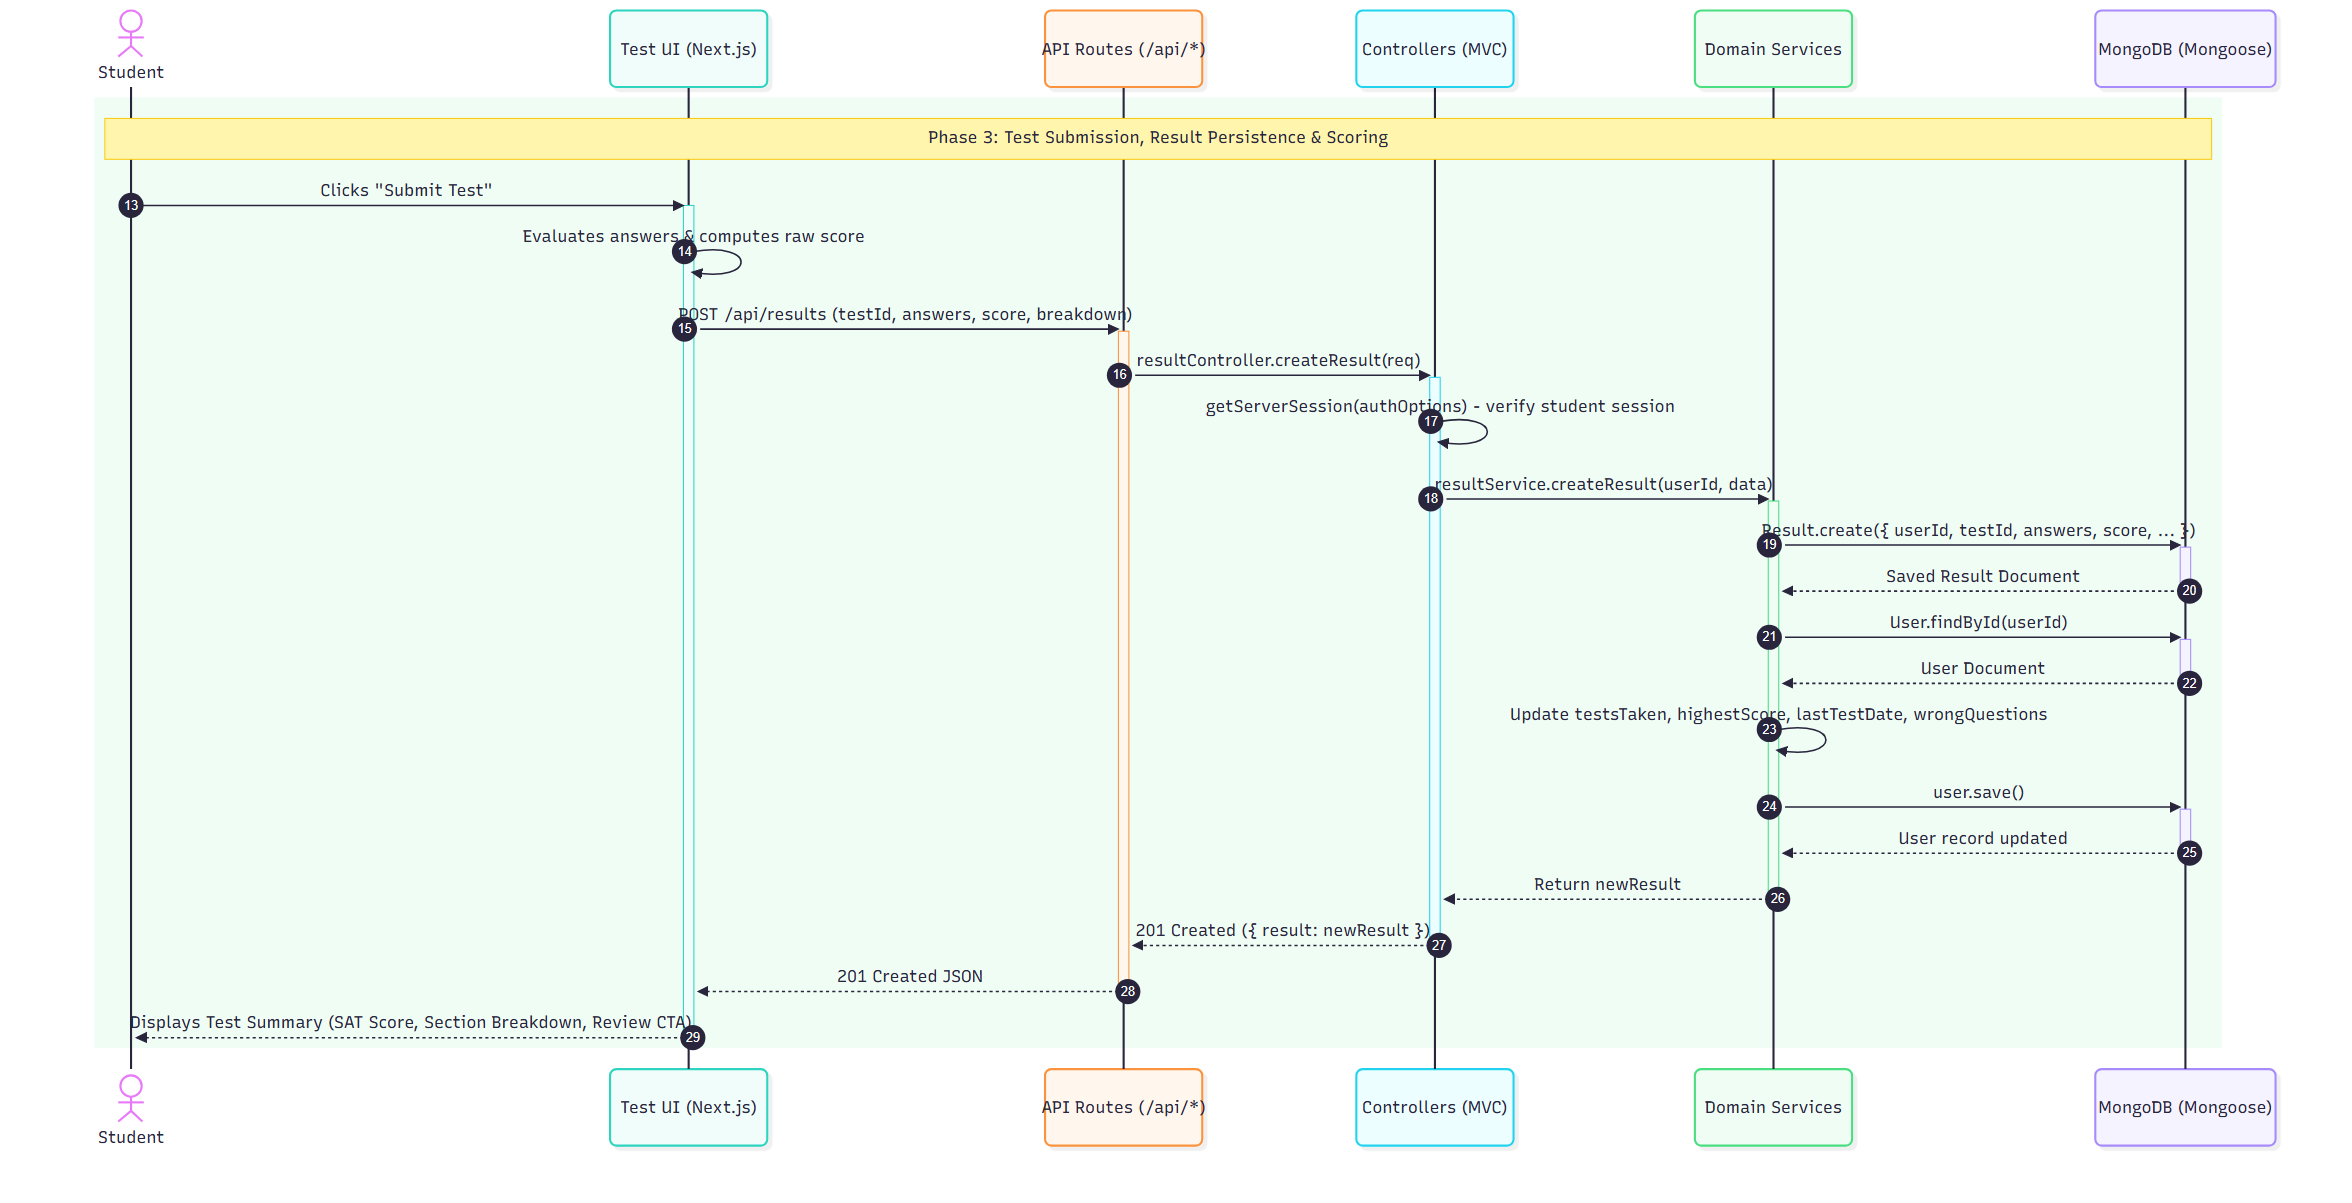 Student
Test UI (Next.js)
API Routes (/api/*)
Controllers (MVC)
Domain Services
MongoDB (Mongoose)
Phase 3: Test Submission, Result Persistence & Scoring
Clicks "Submit Test"
13
Evaluates answers & computes raw score
14
POST /api/results (testId, answers, score, breakdown)
15
resultController.createResult(req)
16
getServerSession(authOptions) - verify student session
17
resultService.createResult(userId, data)
18
Result.create({ userId, testId, answers, score, ... })
19
Saved Result Document
20
User.findById(userId)
21
User Document
22
Update testsTaken, highestScore, lastTestDate, wrongQuestions
23
user.save()
24
User record updated
25
Return newResult
26
201 Created ({ result: newResult })
27
201 Created JSON
28
Displays Test Summary (SAT Score, Section Breakdown, Review CTA)
29
Student
Test UI (Next.js)
API Routes (/api/*)
Controllers (MVC)
Domain Services
MongoDB (Mongoose)